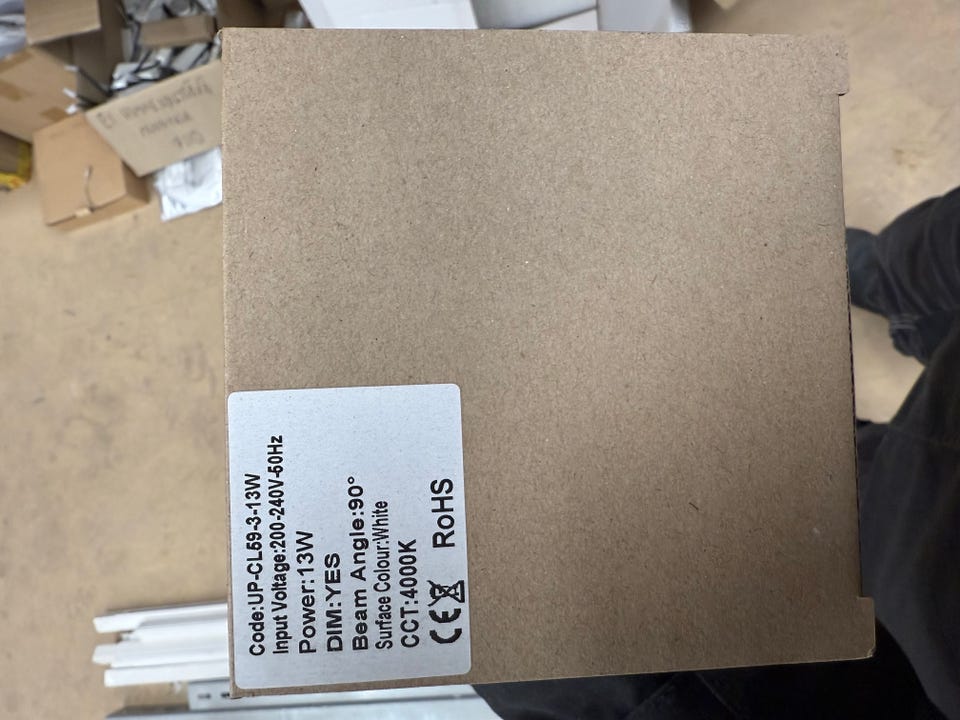 Code:UP-CL59-3-13W
Input Voltage:200-240V-50Hz
Power:13W
DIM:YES
Beam Angle:90°
Surface Colour:White
CCT:4000K
CE RoHS